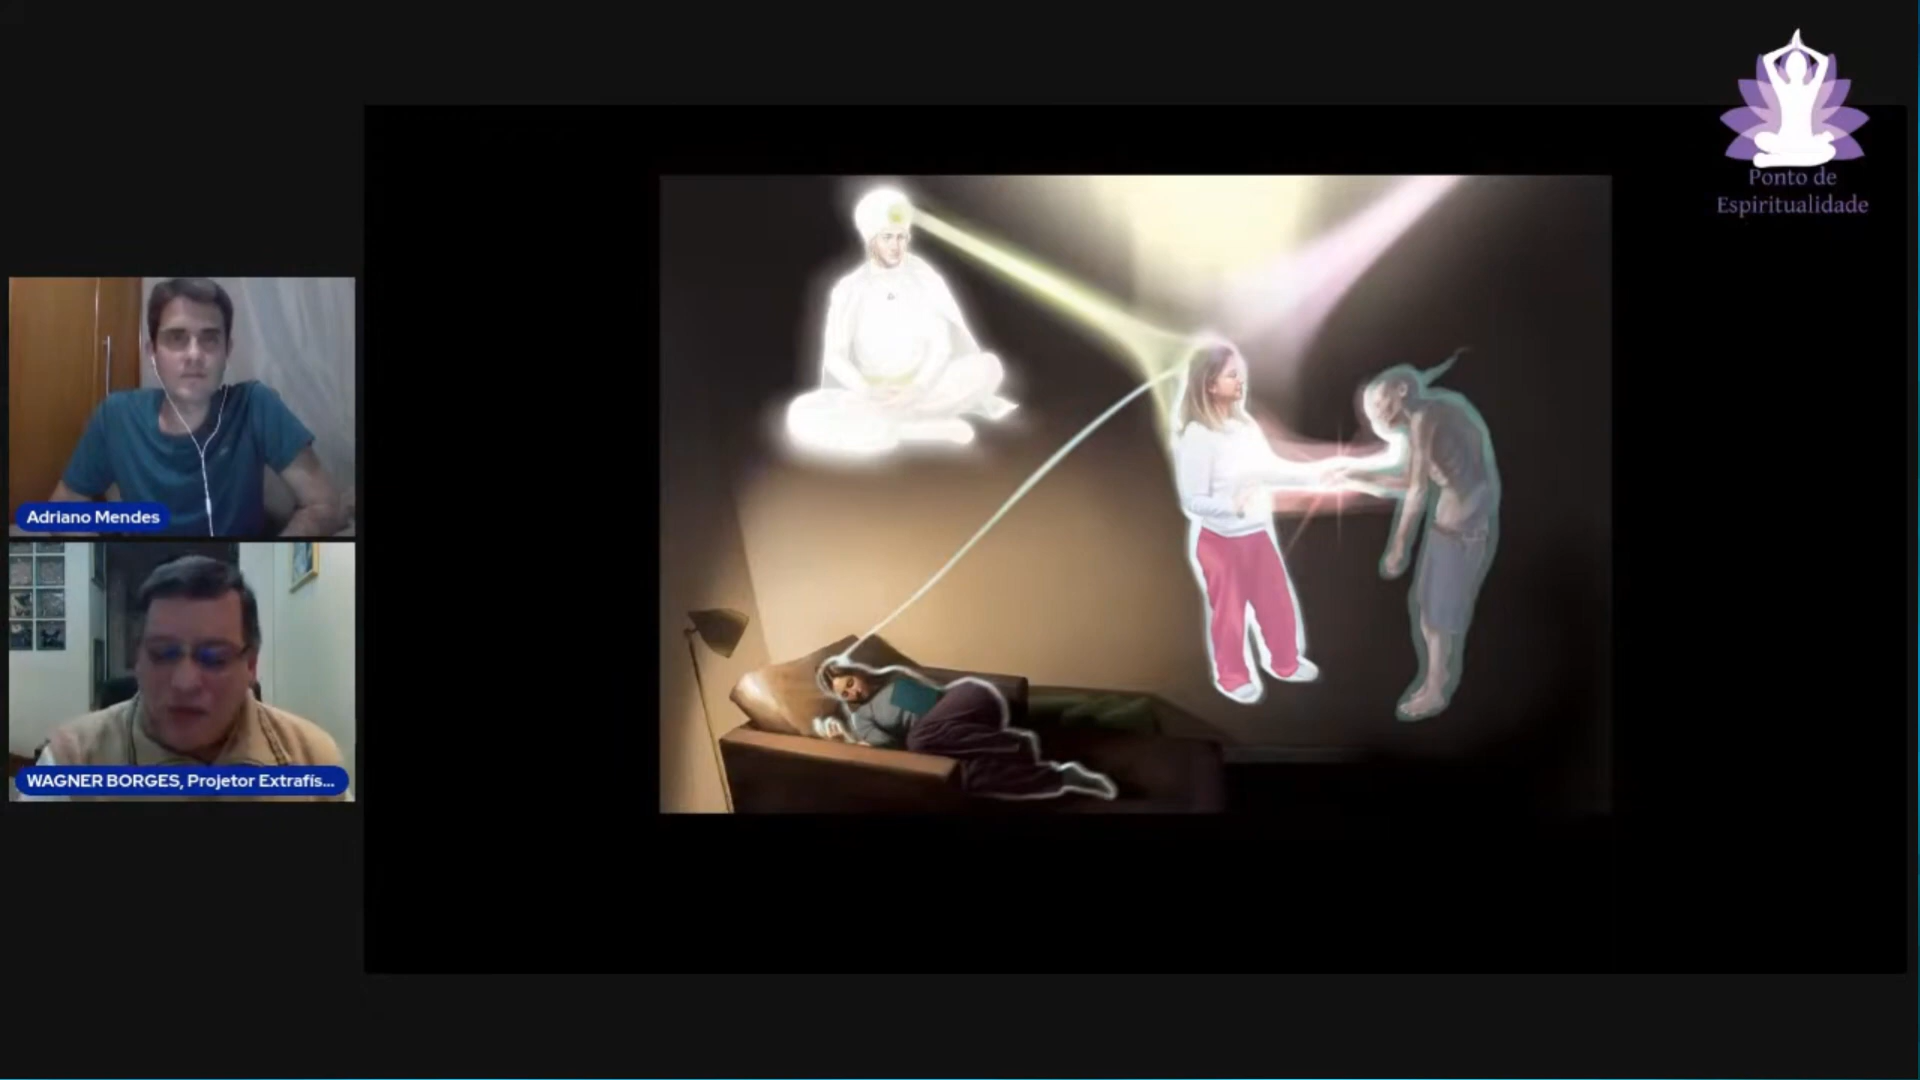 Ponto de
Espiritualidade
Adriano Mendes
WAGNER BORGES, Projetor Extrafís...